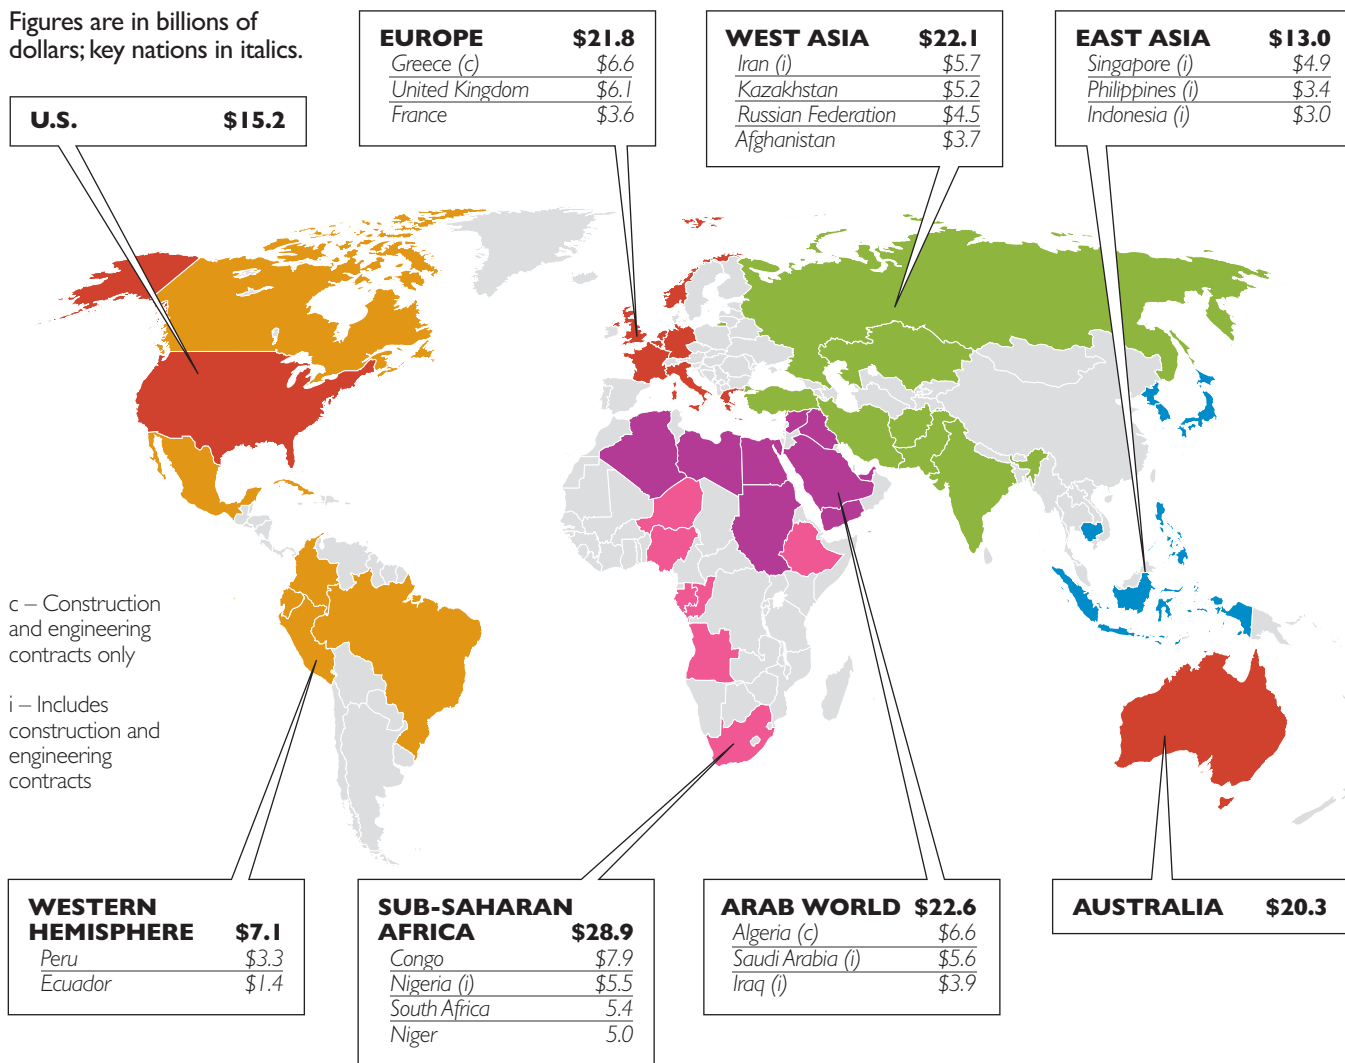 Figures are in billions of
dollars; key nations in italics.
U.S. $15.2
EUROPE $21.8
Greece (c) $6.6
United Kingdom $6.1
France $3.6
WEST ASIA $22.1
Iran (i) $5.7
Kazakhstan $5.2
Russian Federation $4.5
Afghanistan $3.7
EAST ASIA $13.0
Singapore (i) $4.9
Philippines (i) $3.4
Indonesia (i) $3.0
c – Construction
and engineering
contracts only
i – Includes
construction and
engineering
contracts
WESTERN
HEMISPHERE $7.1
Peru $3.3
Ecuador $1.4
SUB-SAHARAN
AFRICA $28.9
Congo $7.9
Nigeria (i) $5.5
South Africa 5.4
Niger 5.0
ARAB WORLD $22.6
Algeria (c) $6.6
Saudi Arabia (i) $5.6
Iraq (i) $3.9
AUSTRALIA $20.3